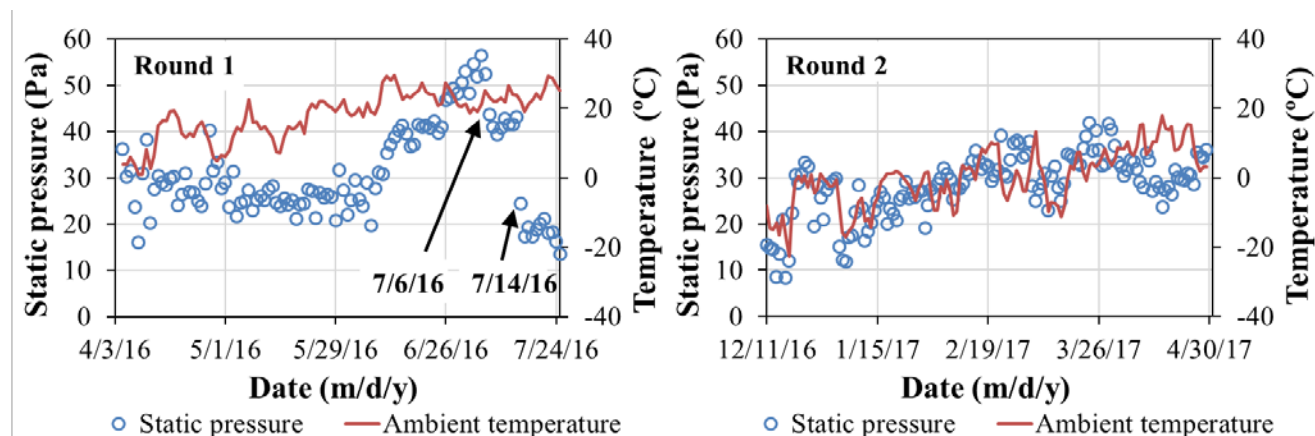 Round 1
Static pressure (Pa)
60
50
40
30
20
10
0
Temperature (ºC)
40
20
0
-20
-40
7/6/16
7/14/16
4/3/16 5/1/16 5/29/16 6/26/16 7/24/16
Date (m/d/y)
Static pressure Ambient temperature
Round 2
Static pressure (Pa)
60
50
40
30
20
10
0
Temperature (ºC)
40
20
0
-20
-40
12/11/16 1/15/17 2/19/17 3/26/17 4/30/17
Date (m/d/y)
Static pressure Ambient temperature